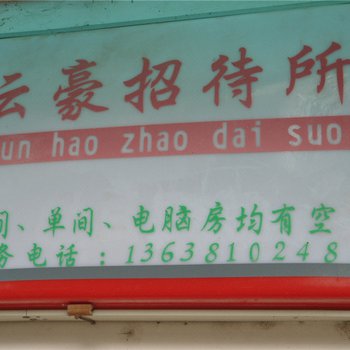 云豪招待所
un hao zhao dai suo
间、单间、电脑房均有空
务电话：13638810248